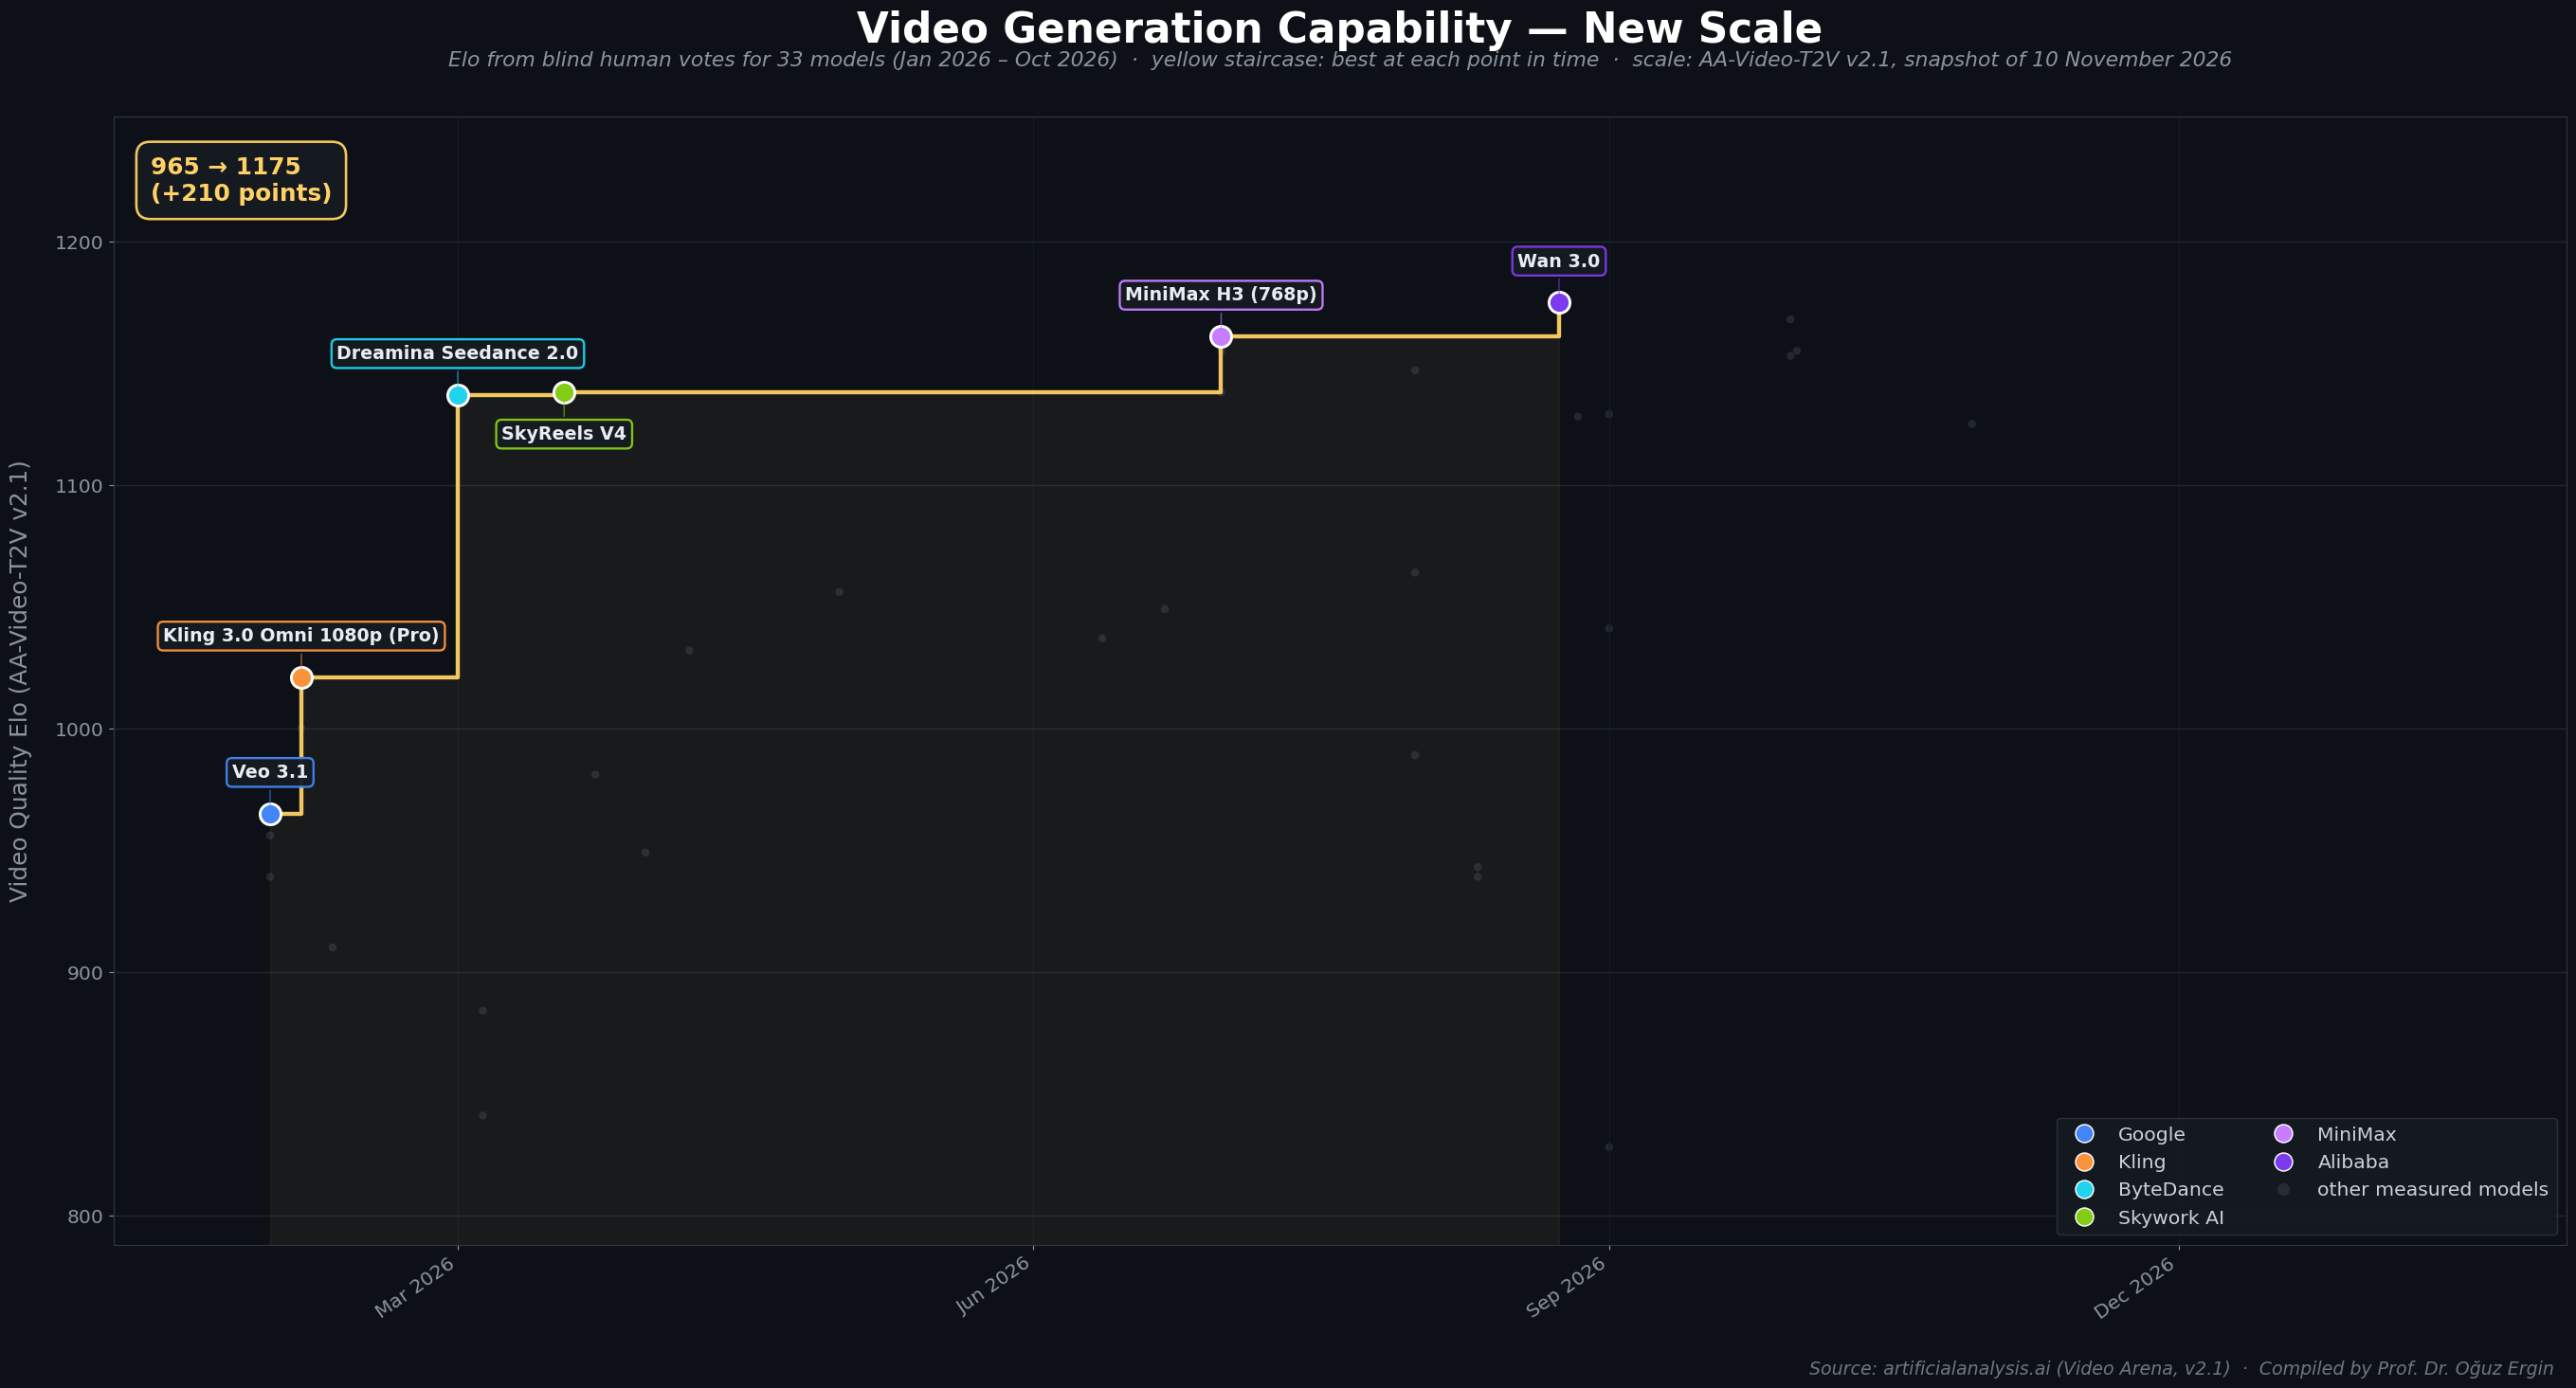 Video Generation Capability — New Scale
Elo from blind human votes for 33 models (Jan 2026 – Oct 2026)  ·  yellow staircase: best at each point in time  ·  scale: AA-Video-T2V v2.1, snapshot of 10 November 2026
965 → 1175
(+210 points)
1200
1100
1000
900
800
Video Quality Elo (AA-Video-T2V v2.1)
Wan 3.0
MiniMax H3 (768p)
Dreamina Seedance 2.0
SkyReels V4
Kling 3.0 Omni 1080p (Pro)
Veo 3.1
Google
Kling
ByteDance
Skywork AI
MiniMax
Alibaba
other measured models
Mar 2026
Jun 2026
Sep 2026
Dec 2026
Source: artificialanalysis.ai (Video Arena, v2.1)  ·  Compiled by Prof. Dr. Oğuz Ergin